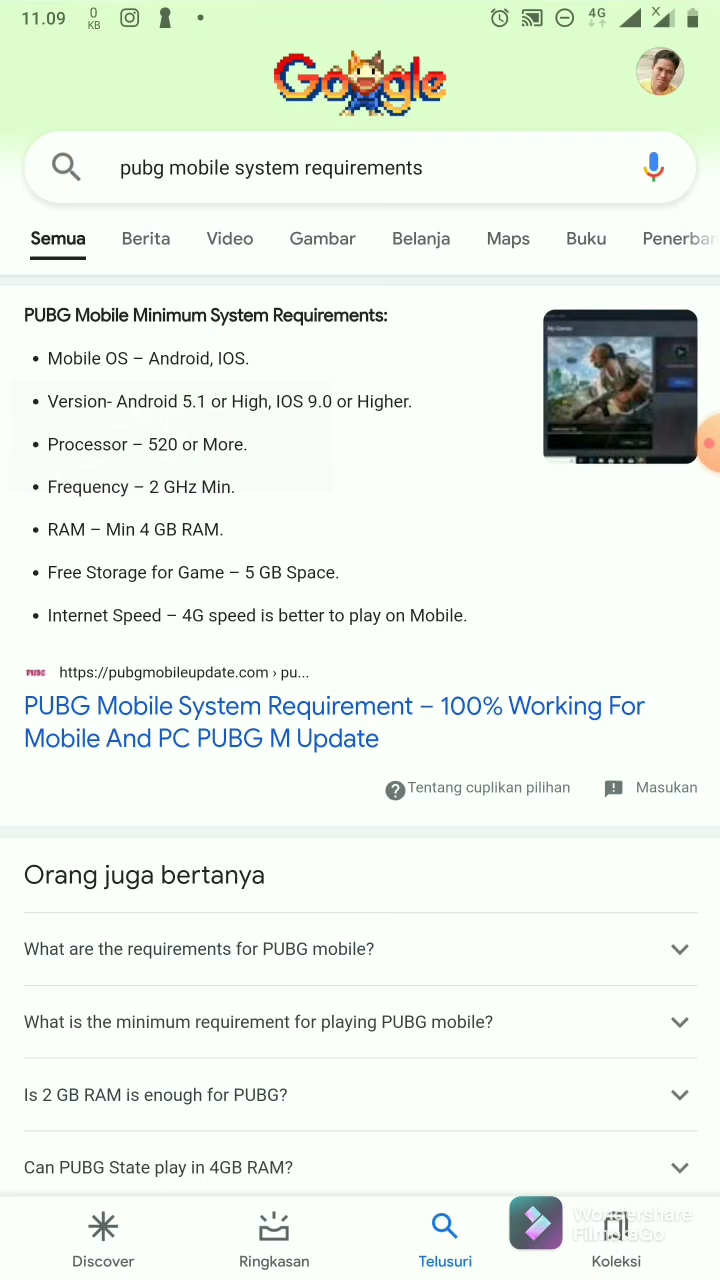 11.09
0
KB
4G
Google
pubg mobile system requirements
Semua Berita Video Gambar Belanja Maps Buku Penerban
PUBG Mobile Minimum System Requirements:
• Mobile OS – Android, IOS.
• Version- Android 5.1 or High, IOS 9.0 or Higher.
• Processor – 520 or More.
• Frequency – 2 GHz Min.
• RAM – Min 4 GB RAM.
• Free Storage for Game – 5 GB Space.
• Internet Speed – 4G speed is better to play on Mobile.
PUBG https://pubgmobileupdate.com › pu...
PUBG Mobile System Requirement – 100% Working For
Mobile And PC PUBG M Update
Tentang cuplikan pilihan Masukan
Orang juga bertanya
What are the requirements for PUBG mobile?
What is the minimum requirement for playing PUBG mobile?
Is 2 GB RAM is enough for PUBG?
Can PUBG State play in 4GB RAM?
Wondershare
FilmoraGo
Discover Ringkasan Telusuri Koleksi